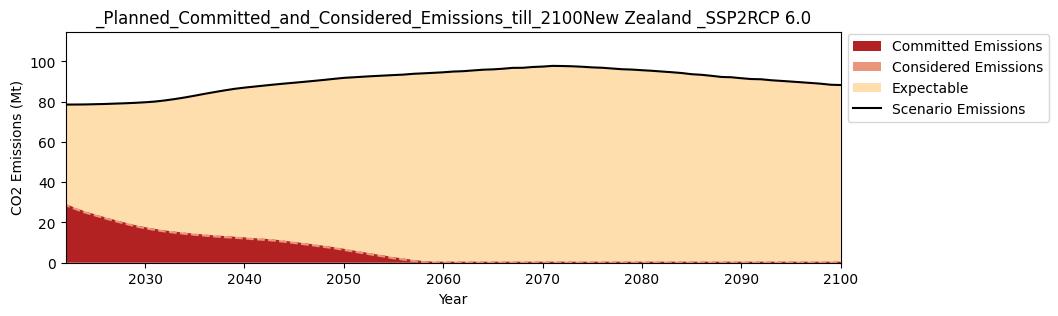 _Planned_Committed_and_Considered_Emissions_till_2100New Zealand _SSP2RCP 6.0
Committed Emissions
Considered Emissions
Expectable
Scenario Emissions
CO2 Emissions (Mt)
100
80
60
40
20
0
2030 2040 2050 2060 2070 2080 2090 2100
Year